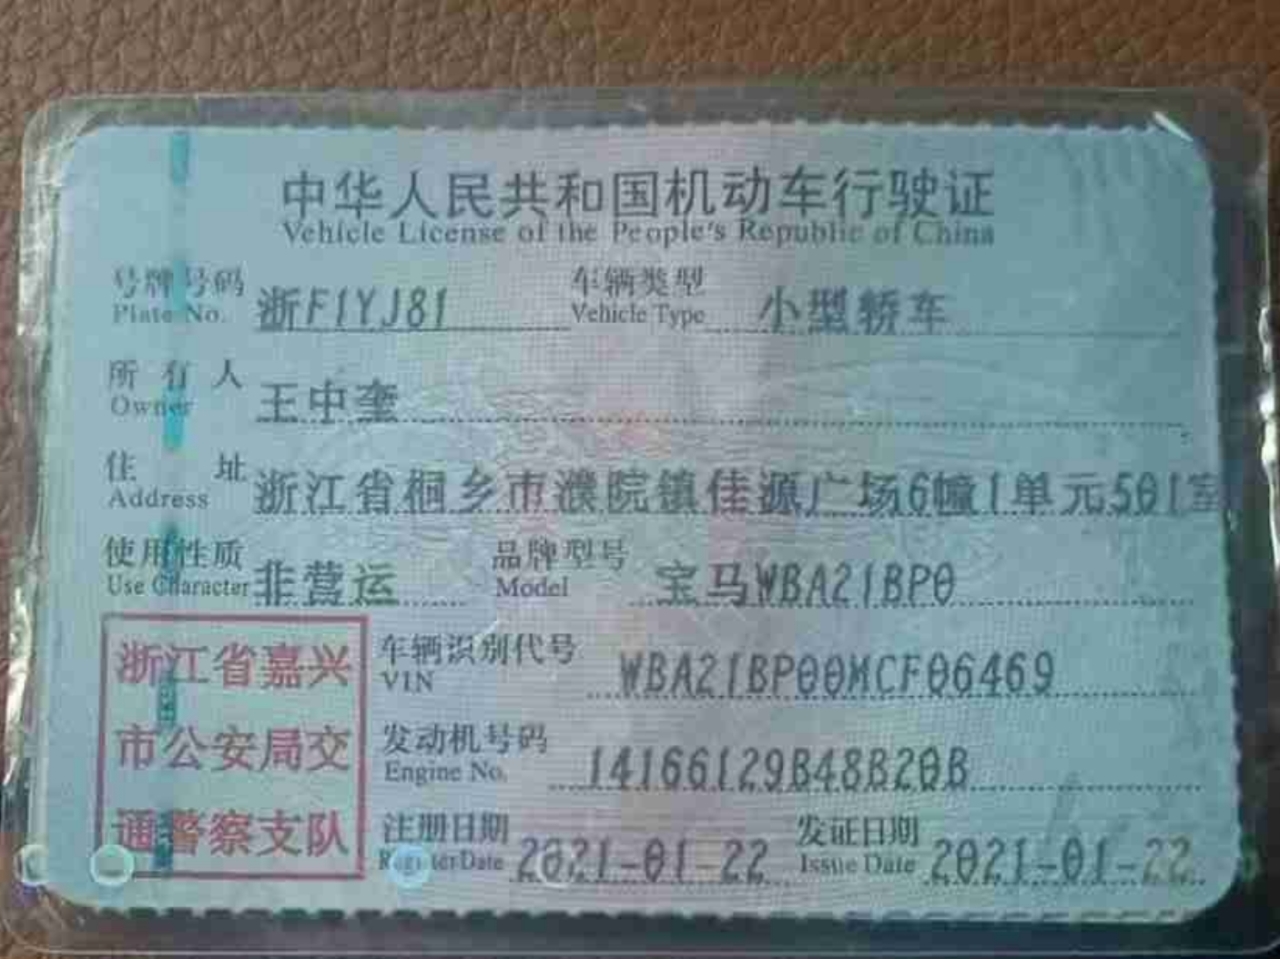 中华人民共和国机动车行驶证
Vehicle License of the People's Republic of China
号牌号码 Plate No. 浙F1YJ81 车辆类型 Vehicle Type 小型轿车
所有人 Owner 王中奎
住址 Address 浙江省桐乡市濮院镇佳源广场6幢1单元501室
使用性质 Use Character 非营运 品牌型号 Model 宝马WBA21BP0
浙江省嘉兴
市公安局交
通警察支队
车辆识别代号 VIN WBA21BP00MCF06469
发动机号码 Engine No. 14166129B48B20B
注册日期 Register Date 2021-01-22 发证日期 Issue Date 2021-01-22